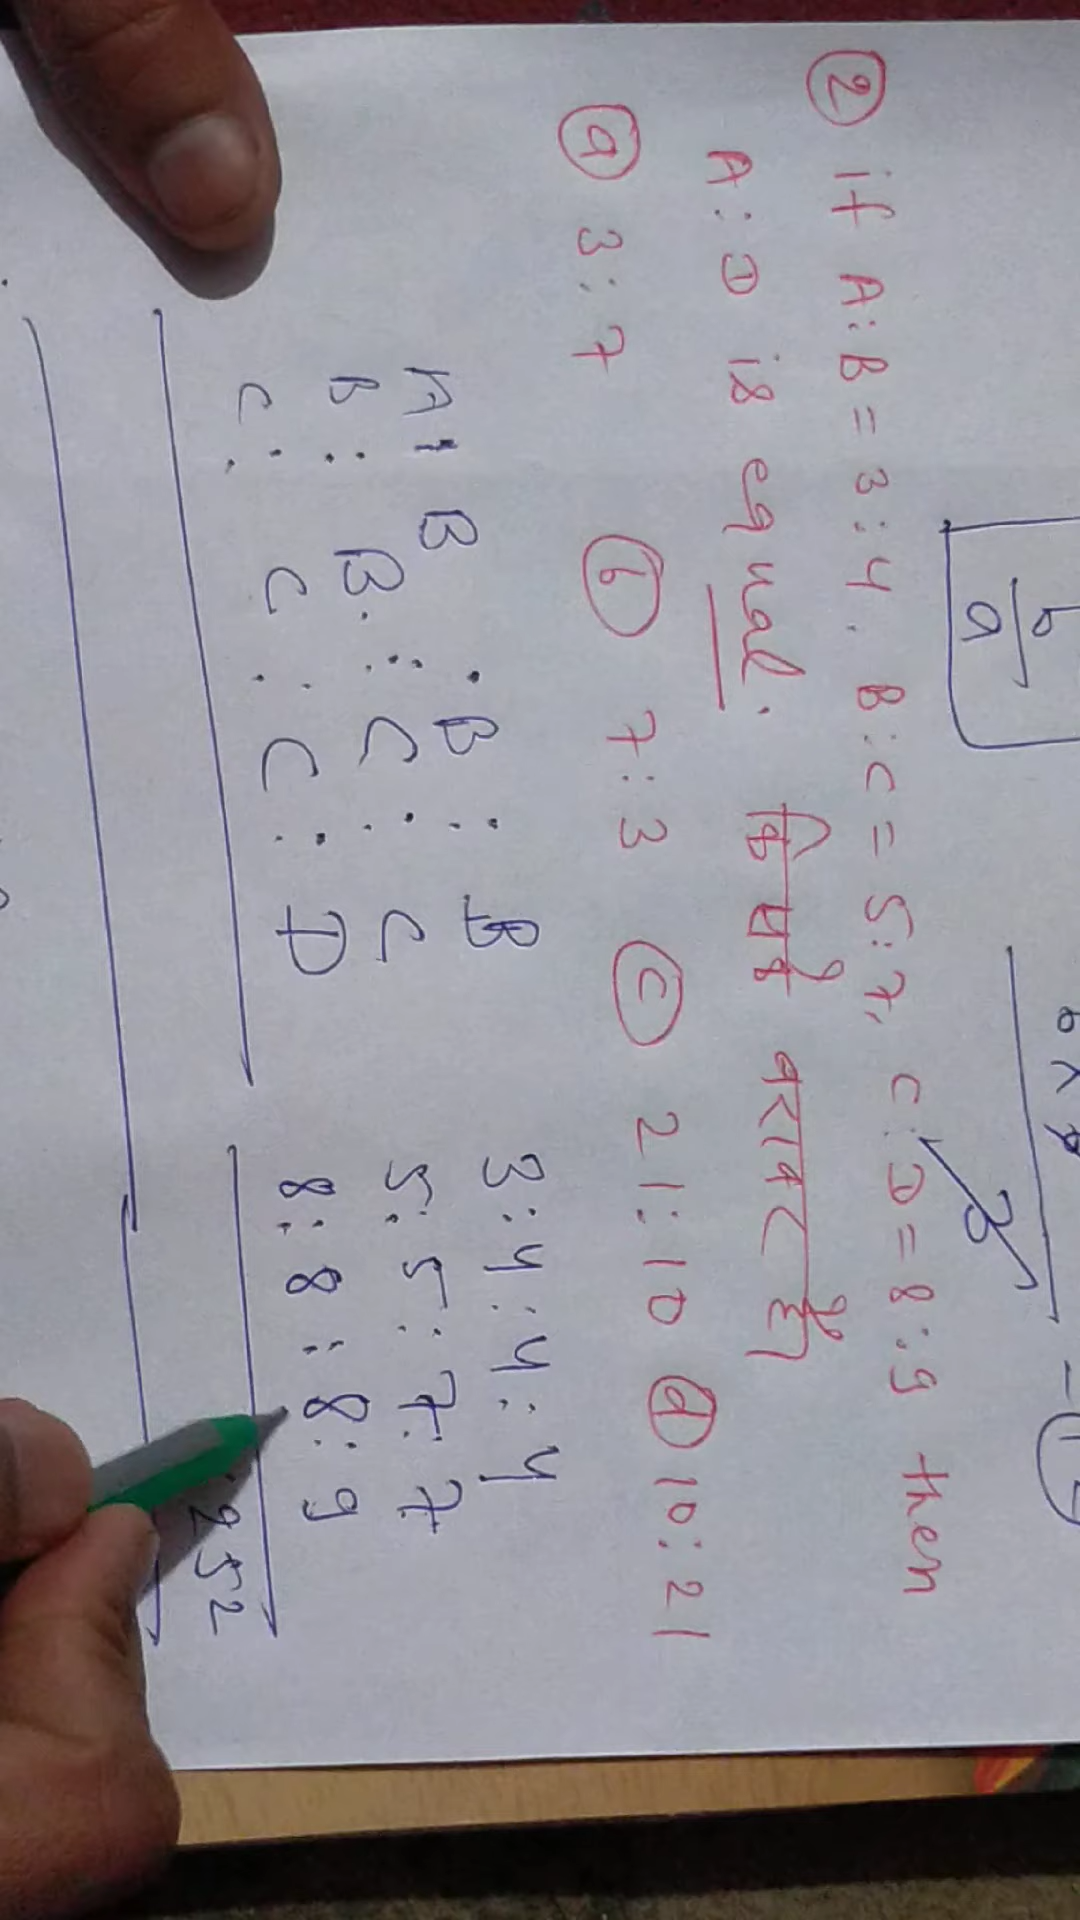 b/a
② if A:B = 3:4. B:C = 5:7, C:D = 8:9 then
A:D is equal. किसके बराबर है।
ⓐ 3:7 ⓑ 7:3 ⓒ 21:10 ⓓ 10:21
A: B : B : B
B : B : C : C
C : C : C : D
3:4:4:4
5:5:7:7
8:8:8:9
252